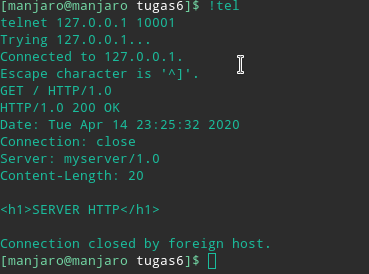 [manjaro@manjaro tugas6]$ !tel
telnet 127.0.0.1 10001
Trying 127.0.0.1...
Connected to 127.0.0.1.
Escape character is '^]'.
GET / HTTP/1.0
HTTP/1.0 200 OK
Date: Tue Apr 14 23:25:32 2020
Connection: close
Server: myserver/1.0
Content-Length: 20

<h1>SERVER HTTP</h1>

Connection closed by foreign host.
[manjaro@manjaro tugas6]$